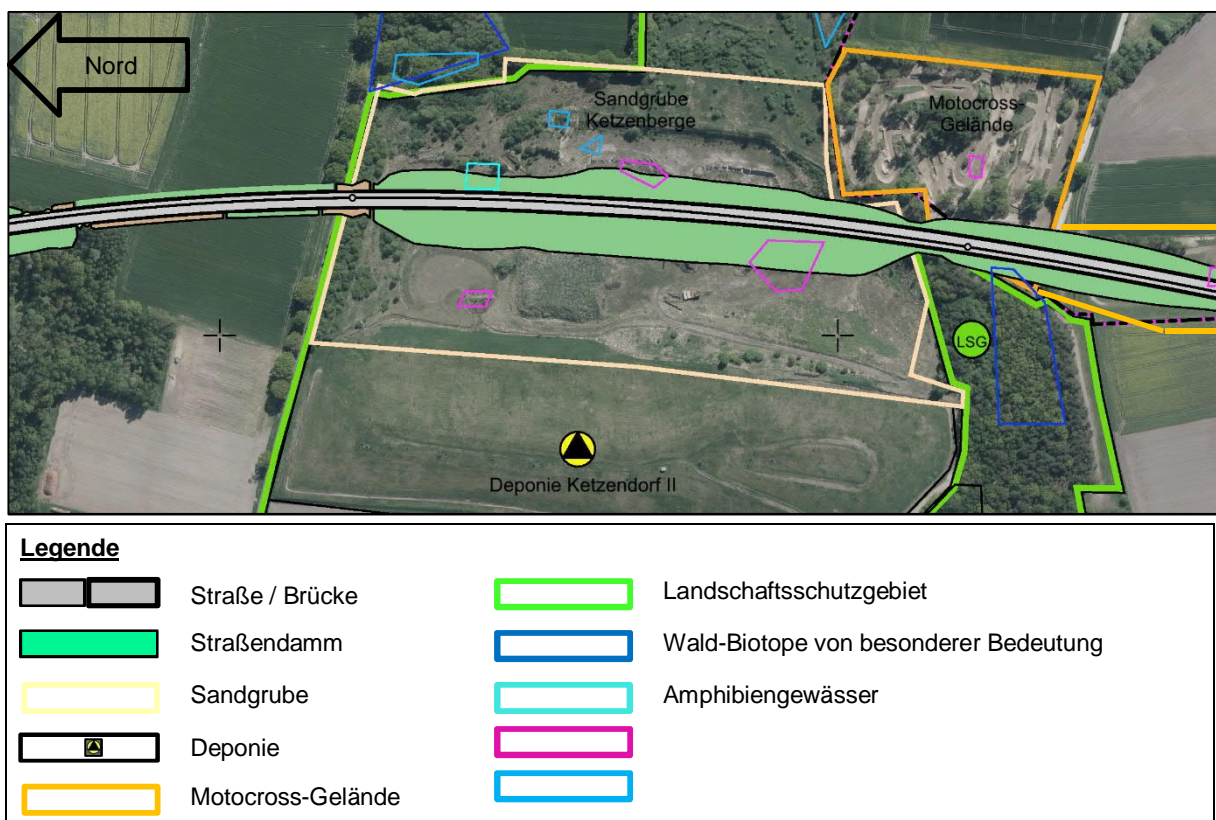 Nord
Sandgrube
Ketzenberge
Motocross-
Gelände
LSG
Deponie Ketzendorf II
Legende
Straße / Brücke
Straßendamm
Sandgrube
Deponie
Motocross-Gelände
Landschaftsschutzgebiet
Wald-Biotope von besonderer Bedeutung
Amphibiengewässer